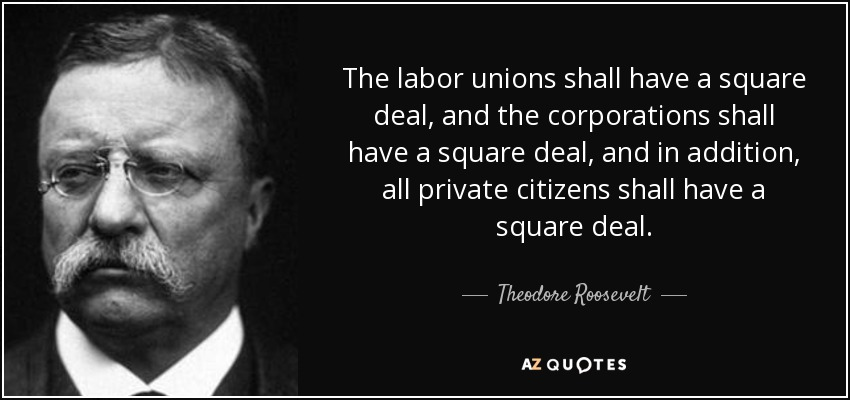 The labor unions shall have a square
deal, and the corporations shall
have a square deal, and in addition,
all private citizens shall have a
square deal.
Theodore Roosevelt
AZ QUOTES